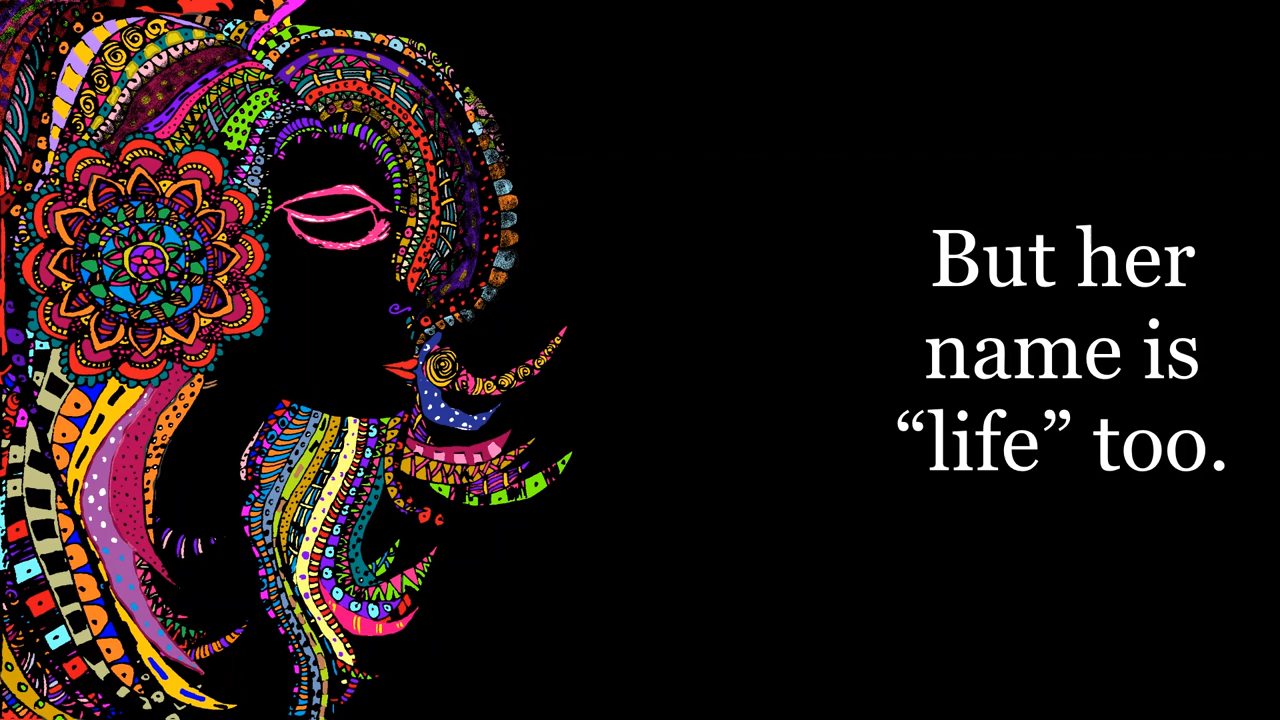 But her
name is
“life” too.